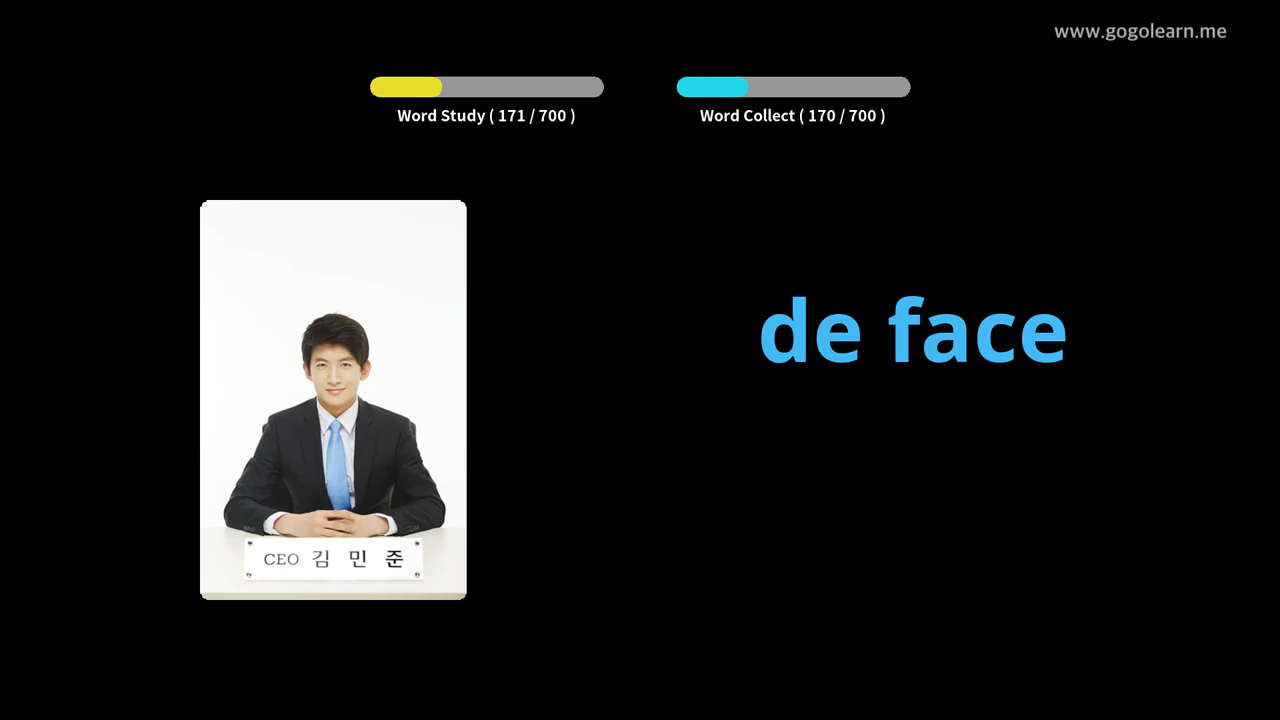 www.gogolearn.me
Word Study ( 171 / 700 )
Word Collect ( 170 / 700 )
de face
CEO 김 민 준